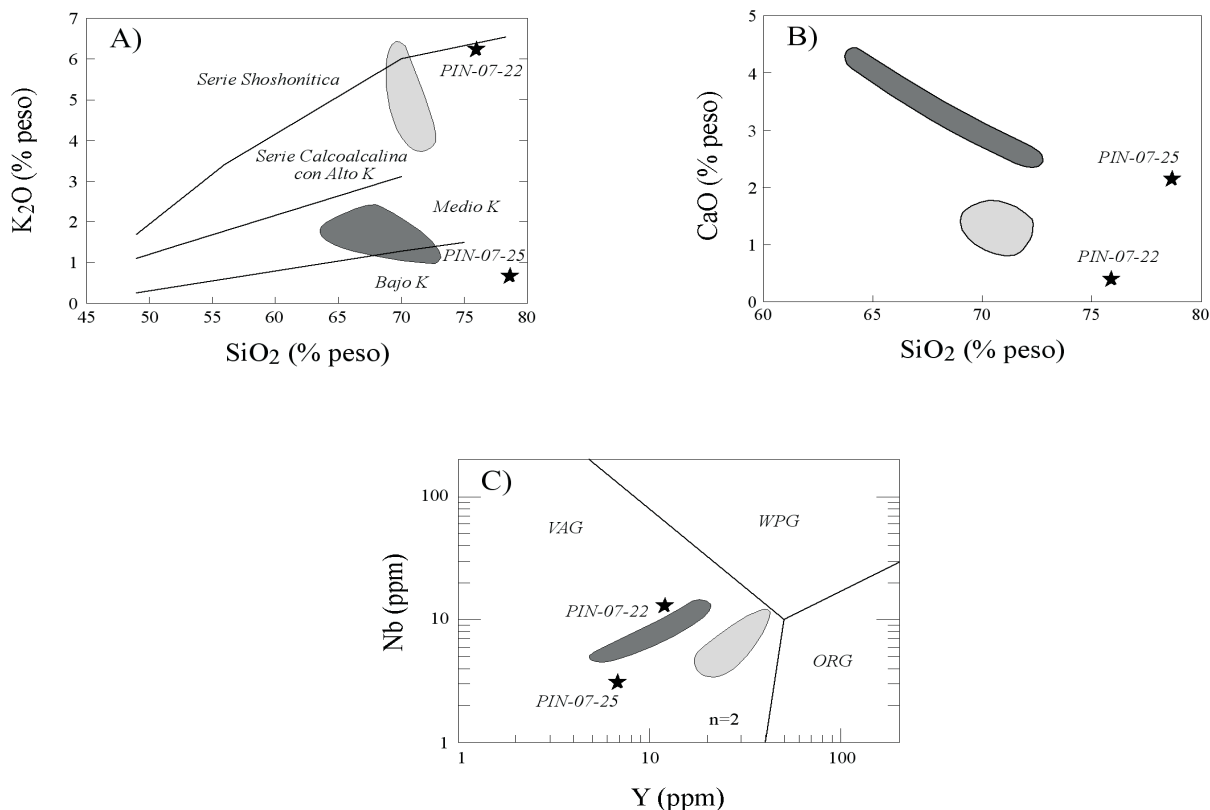 A)
7
6
5
4
3
2
1
0
K2O (% peso)
Serie Shoshonítica
Serie Calcoalcalina
con Alto K
Medio K
Bajo K
PIN-07-22
PIN-07-25
45 50 55 60 65 70 75 80
SiO2 (% peso)
B)
5
4
3
2
1
0
CaO (% peso)
PIN-07-25
PIN-07-22
60 65 70 75 80
SiO2 (% peso)
C)
100
10
1
Nb (ppm)
VAG
WPG
ORG
PIN-07-22
PIN-07-25
n=2
1 10 100
Y (ppm)